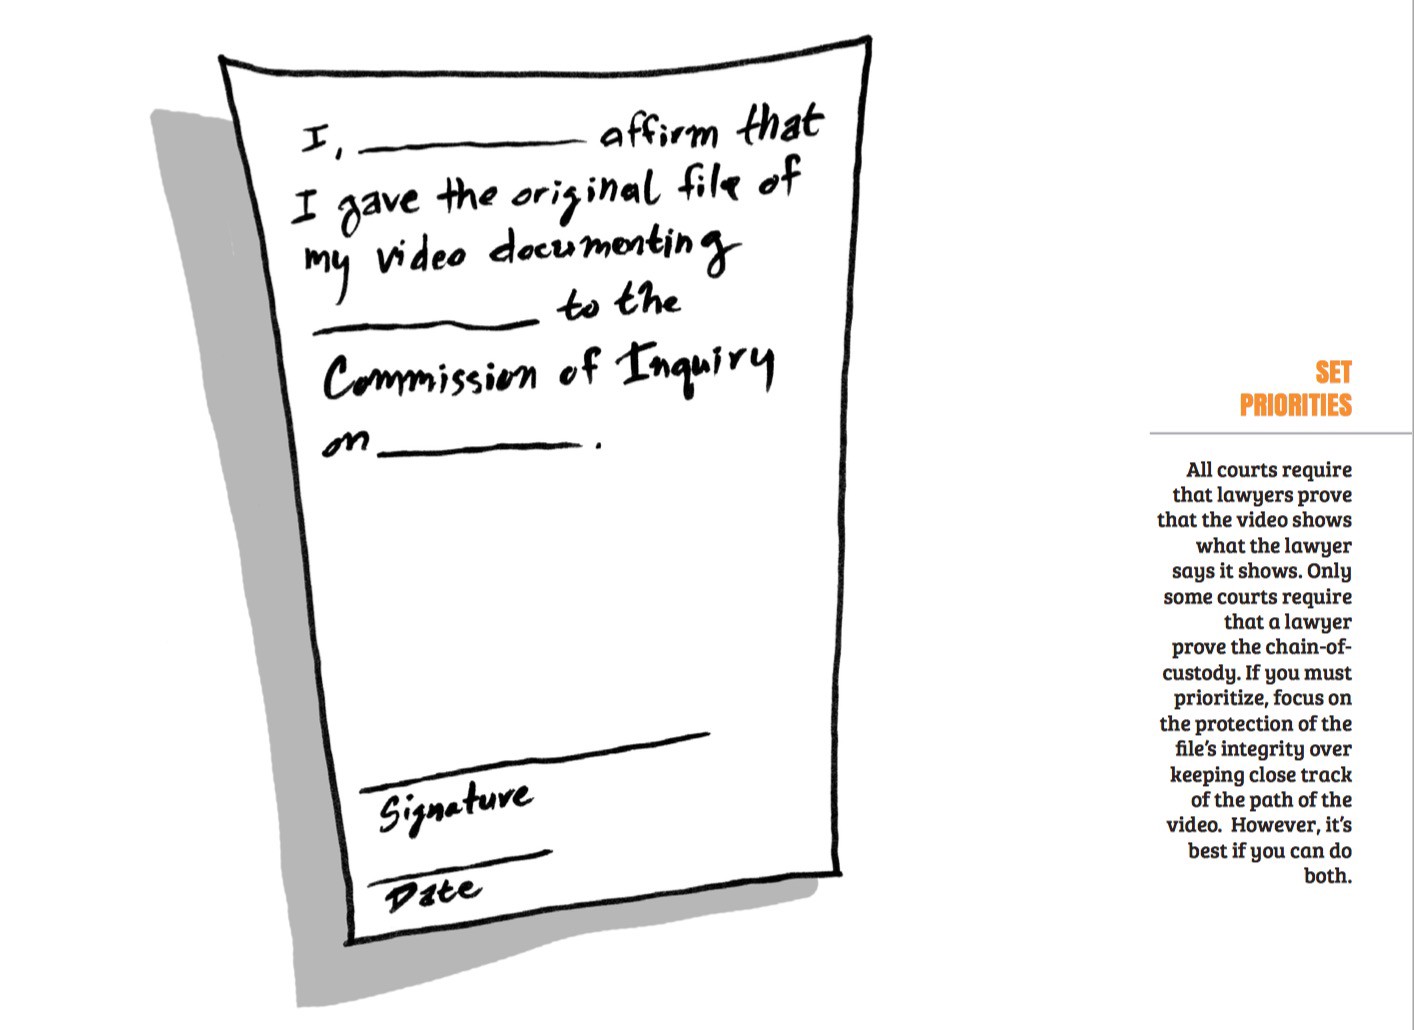 I, __________ affirm that
I gave the original file of
my video documenting
__________ to the
Commission of Inquiry
on __________.
Signature
Date
SET
PRIORITIES
All courts require
that lawyers prove
that the video shows
what the lawyer
says it shows. Only
some courts require
that a lawyer
prove the chain-of-
custody. If you must
prioritize, focus on
the protection of the
file's integrity over
keeping close track
of the path of the
video. However, it's
best if you can do
both.